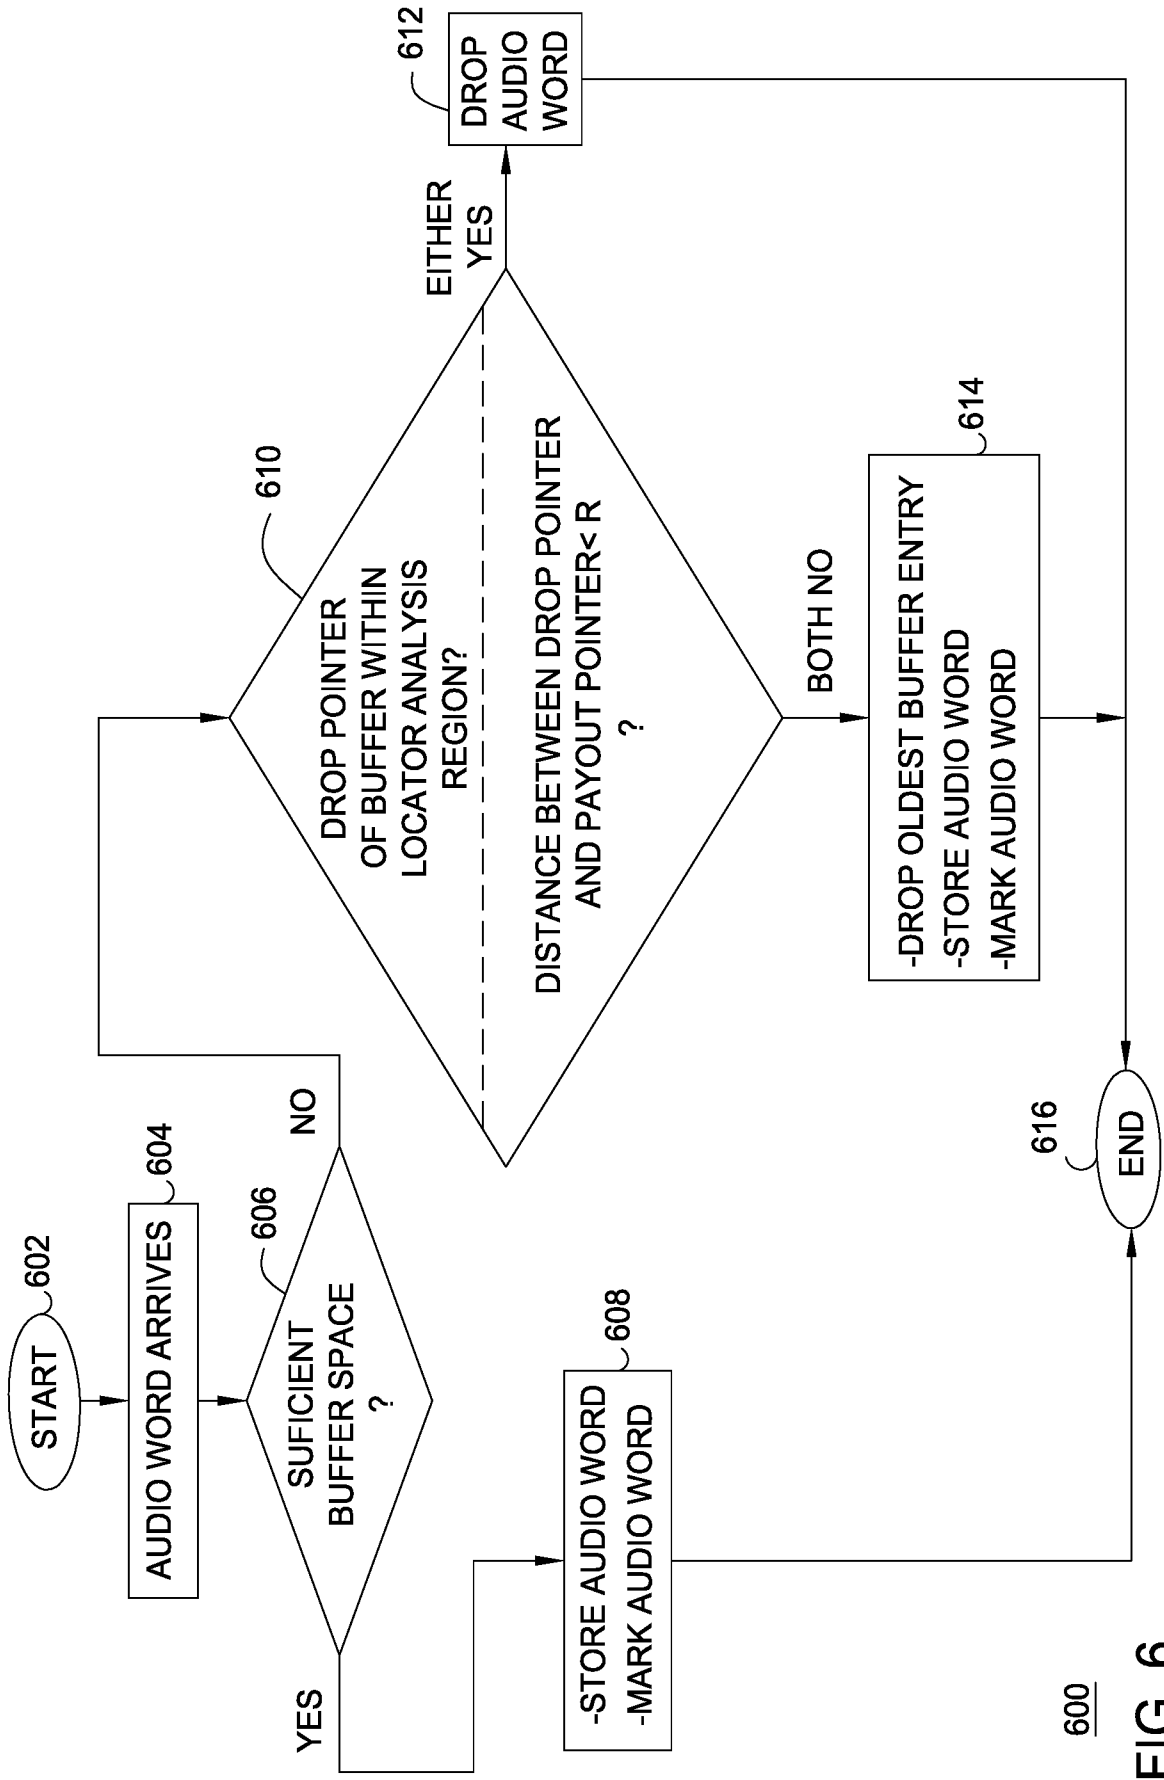 START
602
AUDIO WORD ARRIVES
604
SUFICIENT
BUFFER SPACE
?
606
YES
NO
-STORE AUDIO WORD
-MARK AUDIO WORD
608
DROP POINTER
OF BUFFER WITHIN
LOCATOR ANALYSIS
REGION?
DISTANCE BETWEEN DROP POINTER
AND PAYOUT POINTER< R
?
610
EITHER
YES
DROP
AUDIO
WORD
612
BOTH NO
-DROP OLDEST BUFFER ENTRY
-STORE AUDIO WORD
-MARK AUDIO WORD
614
END
616
600
FIG. 6